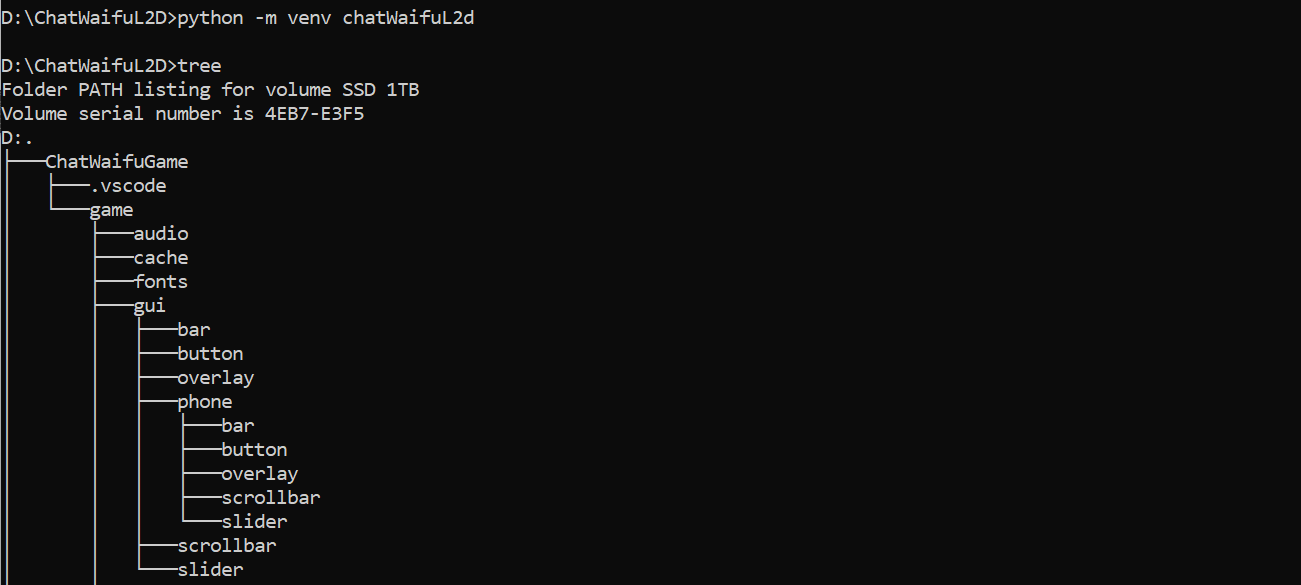 D:\ChatWaifuL2D>python -m venv chatWaifuL2d
D:\ChatWaifuL2D>tree
Folder PATH listing for volume SSD 1TB
Volume serial number is 4EB7-E3F5
D:.
├───ChatWaifuGame
│   ├───.vscode
│   └───game
│       ├───audio
│       ├───cache
│       ├───fonts
│       ├───gui
│       │   ├───bar
│       │   ├───button
│       │   ├───overlay
│       │   ├───phone
│       │   │   ├───bar
│       │   │   ├───button
│       │   │   ├───overlay
│       │   │   ├───scrollbar
│       │   │   └───slider
│       │   ├───scrollbar
│       │   └───slider